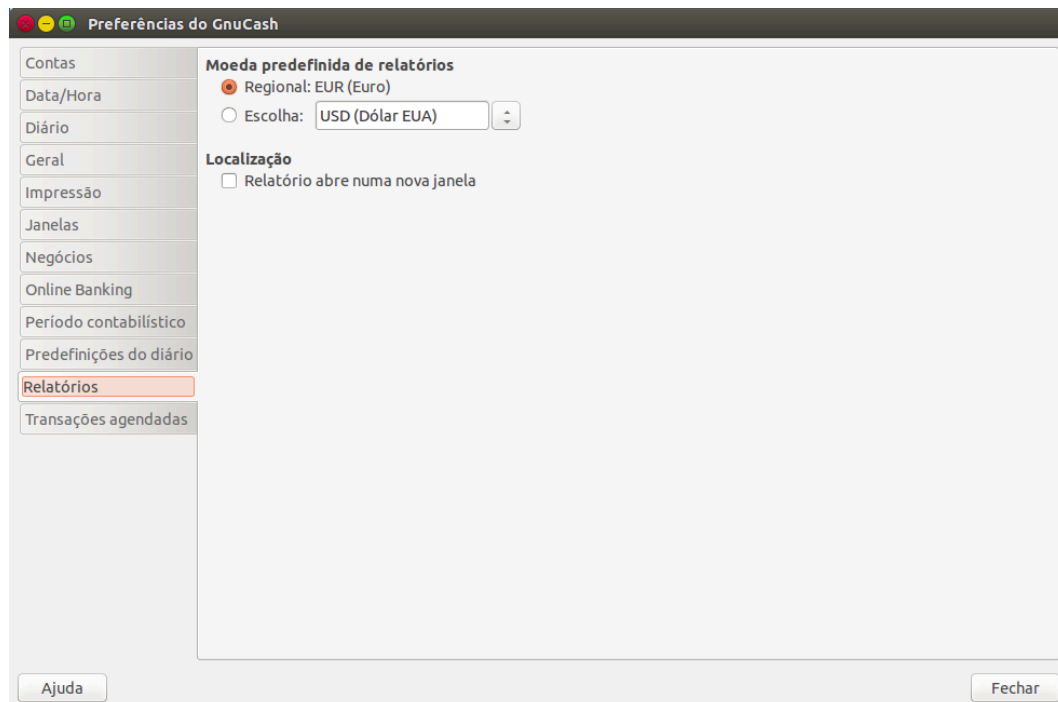 Preferências do GnuCash
Contas
Data/Hora
Diário
Geral
Impressão
Janelas
Negócios
Online Banking
Período contabilístico
Predefinições do diário
Relatórios
Transações agendadas
Moeda predefinida de relatórios
Regional: EUR (Euro)
Escolha: USD (Dólar EUA)
Localização
Relatório abre numa nova janela
Ajuda
Fechar